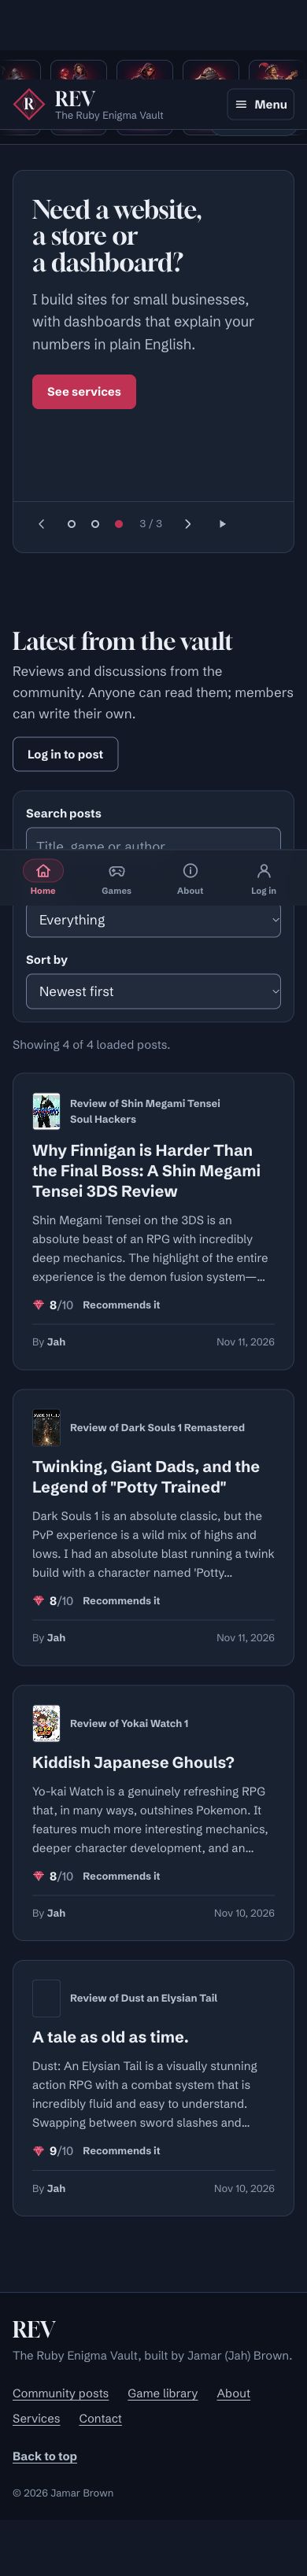 R
REV
The Ruby Enigma Vault
Menu
Need a website,
a store or
a dashboard?
I build sites for small businesses,
with dashboards that explain your
numbers in plain English.
See services
3 / 3
Latest from the vault
Reviews and discussions from the
community. Anyone can read them; members
can write their own.
Log in to post
Search posts
Title, game or author
Home
Games
About
Log in
Everything
Sort by
Newest first
Showing 4 of 4 loaded posts.
Review of Shin Megami Tensei
Soul Hackers
Why Finnigan is Harder Than
the Final Boss: A Shin Megami
Tensei 3DS Review
Shin Megami Tensei on the 3DS is an
absolute beast of an RPG with incredibly
deep mechanics. The highlight of the entire
experience is the demon fusion system—...
8/10 Recommends it
By Jah Nov 11, 2026
Review of Dark Souls 1 Remastered
Twinking, Giant Dads, and the
Legend of "Potty Trained"
Dark Souls 1 is an absolute classic, but the
PvP experience is a wild mix of highs and
lows. I had an absolute blast running a twink
build with a character named 'Potty...
8/10 Recommends it
By Jah Nov 11, 2026
Review of Yokai Watch 1
Kiddish Japanese Ghouls?
Yo-kai Watch is a genuinely refreshing RPG
that, in many ways, outshines Pokemon. It
features much more interesting mechanics,
deeper character development, and an...
8/10 Recommends it
By Jah Nov 10, 2026
Review of Dust an Elysian Tail
A tale as old as time.
Dust: An Elysian Tail is a visually stunning
action RPG with a combat system that is
incredibly fluid and easy to understand.
Swapping between sword slashes and...
9/10 Recommends it
By Jah Nov 10, 2026
REV
The Ruby Enigma Vault, built by Jamar (Jah) Brown.
Community posts Game library About
Services Contact
Back to top
© 2026 Jamar Brown